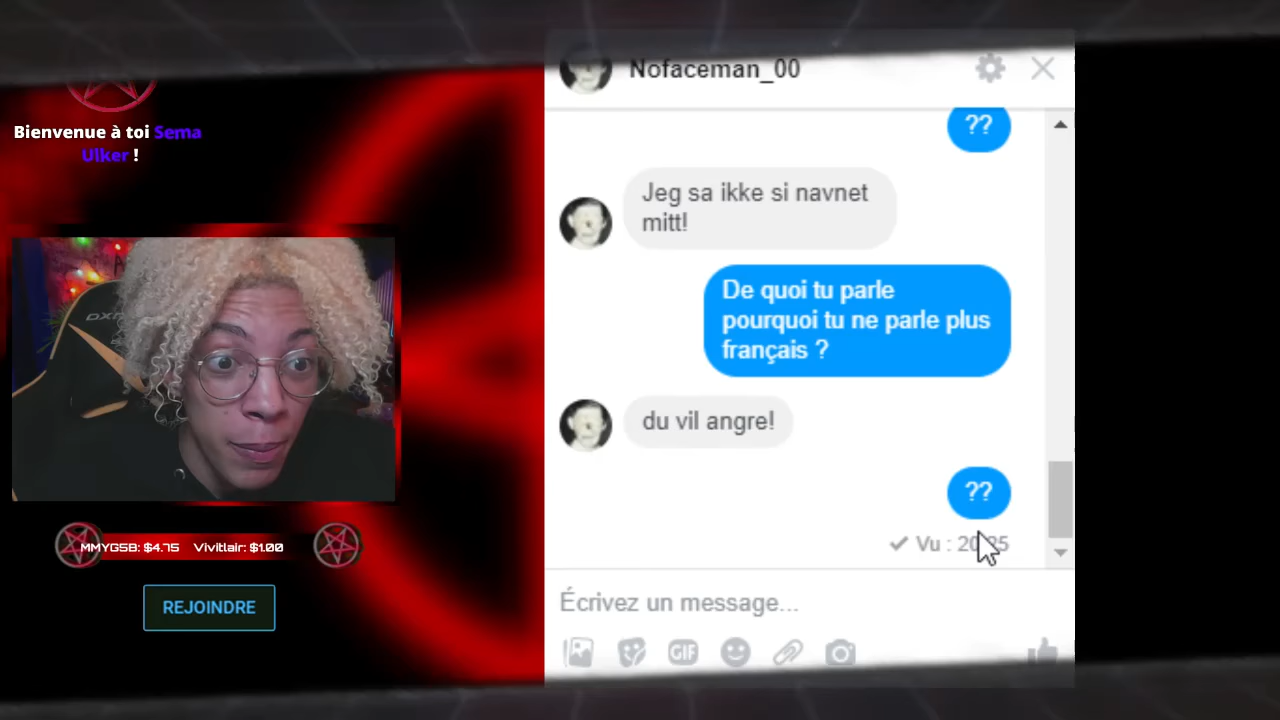 Bienvenue à toi Sema
Ulker !
MMYG5B: $4.75 Vivitlair: $1.00
REJOINDRE
Nofaceman_00
??
Jeg sa ikke si navnet
mitt!
De quoi tu parle
pourquoi tu ne parle plus
français ?
du vil angre!
??
Vu :
Écrivez un message...
GIF